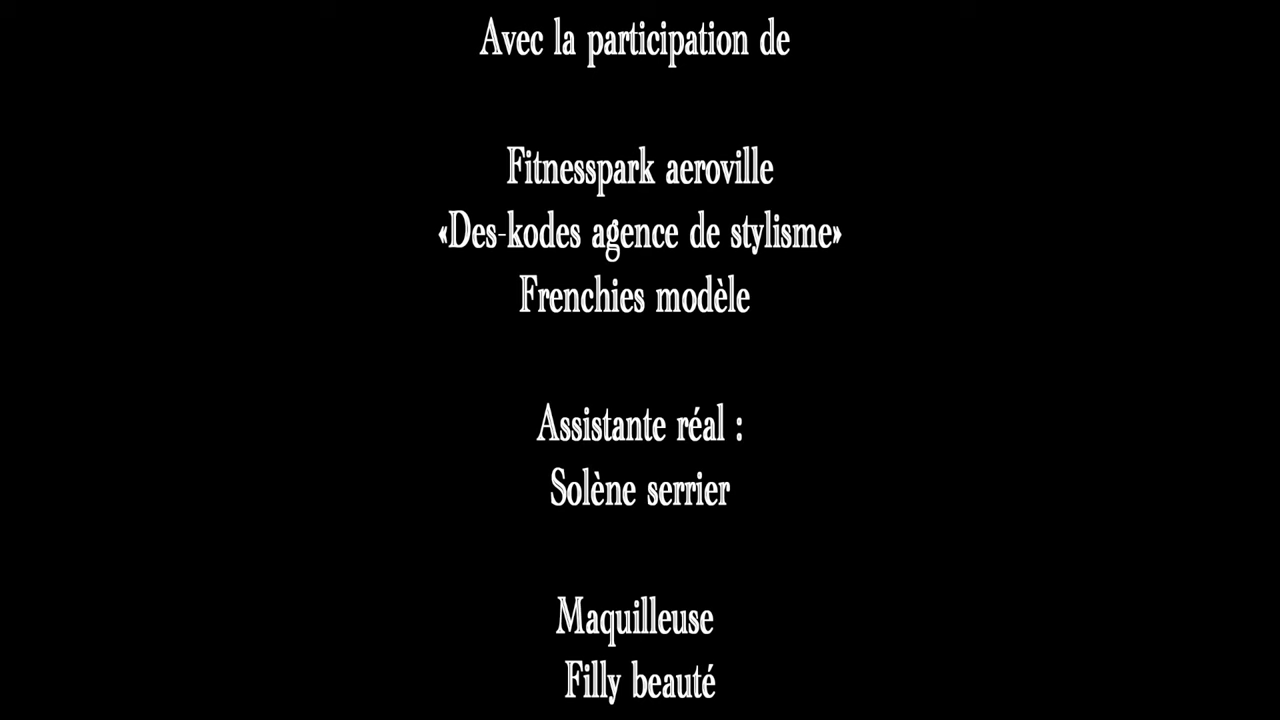 Avec la participation de
Fitnesspark aeroville
«Des-kodes agence de stylisme»
Frenchies modèle
Assistante réal :
Solène serrier
Maquilleuse
Filly beauté